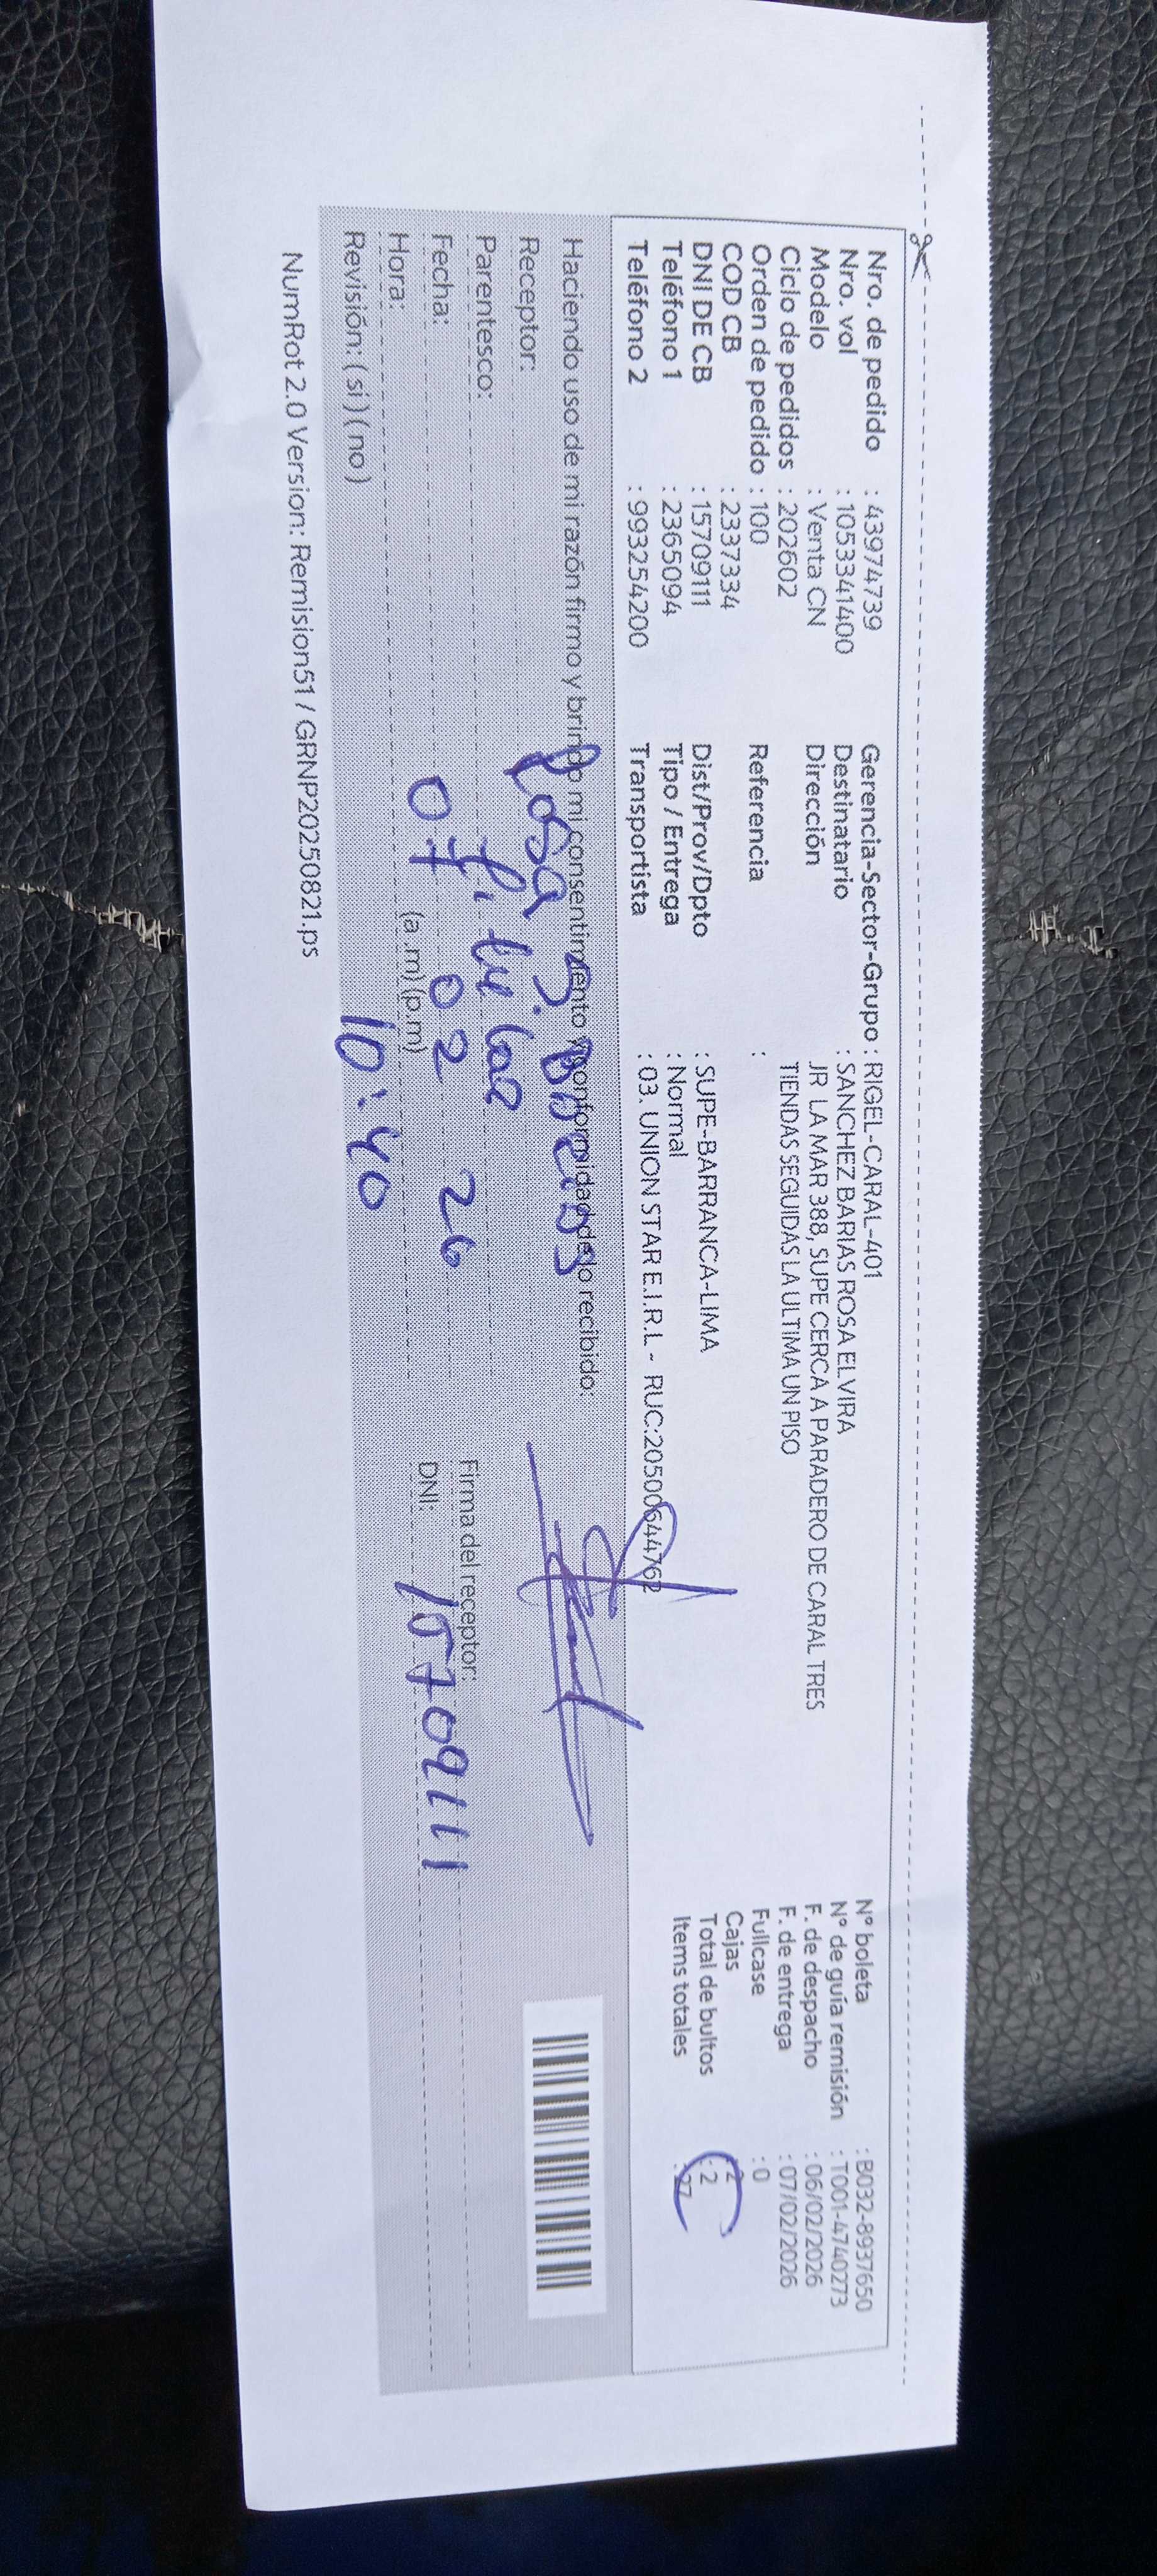 Nro. de pedido : 43974739
Nro. vol : 1053341400
Modelo : Venta CN
Ciclo de pedidos : 202602
Orden de pedido : 100
COD CB : 2337334
DNI DE CB : 15709111
Teléfono 1 : 2365094
Teléfono 2 : 993254200
Gerencia-Sector-Grupo : RIGEL-CARAL-401
Destinatario : SANCHEZ BARIAS ROSA ELVIRA
Dirección JR LA MAR 388, SUPE CERCA A PARADERO DE CARAL TRES
TIENDAS SEGUIDAS LA ULTIMA UN PISO
Referencia :
Dist/Prov/Dpto : SUPE-BARRANCA-LIMA
Tipo / Entrega : Normal
Transportista : 03. UNION STAR E.I.R.L - RUC:20500644762
N° boleta : B032-8937650
N° de guía remisión : T001-4740273
F. de despacho : 06/02/2026
F. de entrega : 07/02/2026
Fullcase : 0
Cajas : 2
Total de bultos : 2
Items totales : 27
Haciendo uso de mi razón firmo y brindo mi consentimiento y conformidad de lo recibido:
Receptor: Rosa S.
Parentesco:
Fecha: 07 02 26
Hora: (a.m) (p.m) 10:40
Revisión: ( si ) ( no )
Firma del receptor:
DNI: 15709111
NumRot 2.0 Version: Remision51 / GRNP20250821.ps